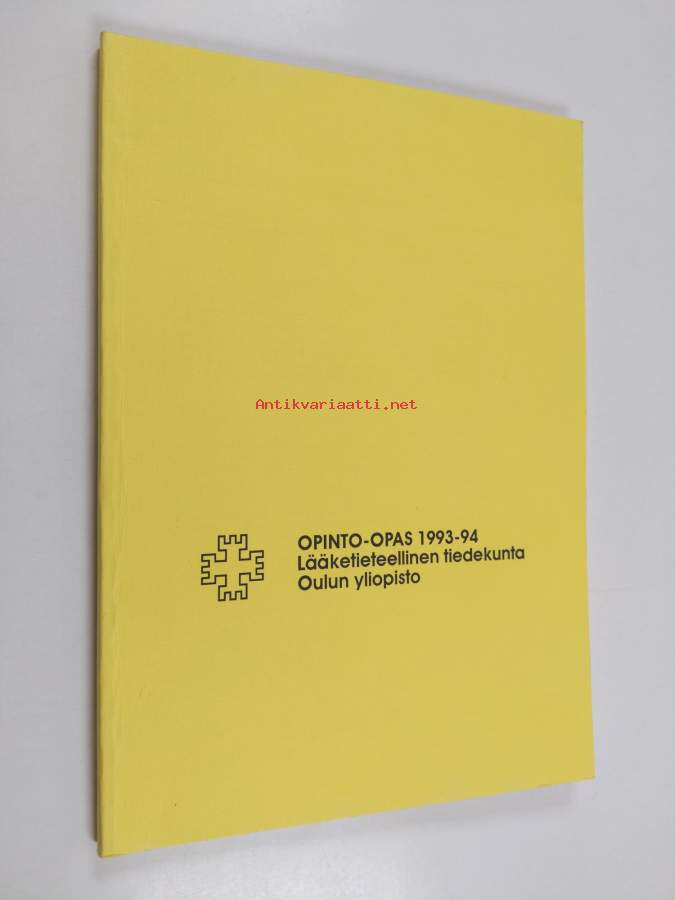 Antikvariaatti.net
OPINTO-OPAS 1993-94
Lääketieteellinen tiedekunta
Oulun yliopisto